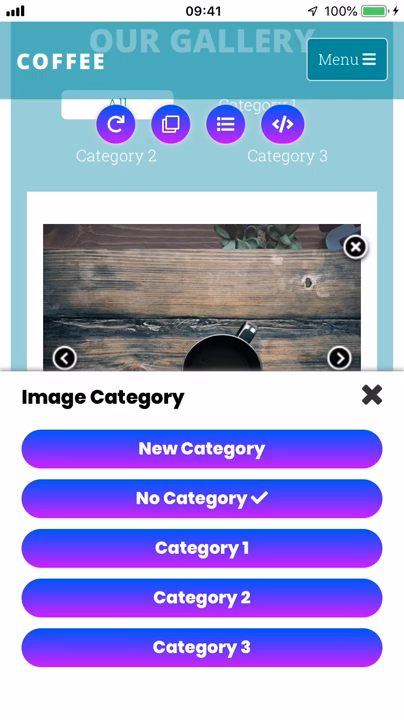 09:41
100%
OUR GALLERY
COFFEE
Menu
All
Category 1
Category 2
Category 3
Image Category
New Category
No Category
Category 1
Category 2
Category 3